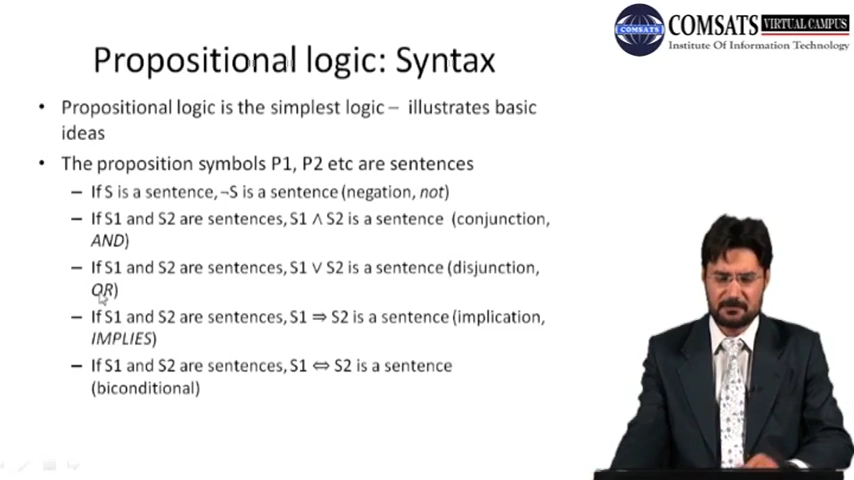 COMSATS VIRTUAL CAMPUS
Institute Of Information Technology
COMSATS
Propositional logic: Syntax
• Propositional logic is the simplest logic – illustrates basic
ideas
• The proposition symbols P1, P2 etc are sentences
– If S is a sentence, ¬S is a sentence (negation, not)
– If S1 and S2 are sentences, S1 ∧ S2 is a sentence (conjunction,
AND)
– If S1 and S2 are sentences, S1 ∨ S2 is a sentence (disjunction,
OR)
– If S1 and S2 are sentences, S1 ⇒ S2 is a sentence (implication,
IMPLIES)
– If S1 and S2 are sentences, S1 ⇔ S2 is a sentence
(biconditional)